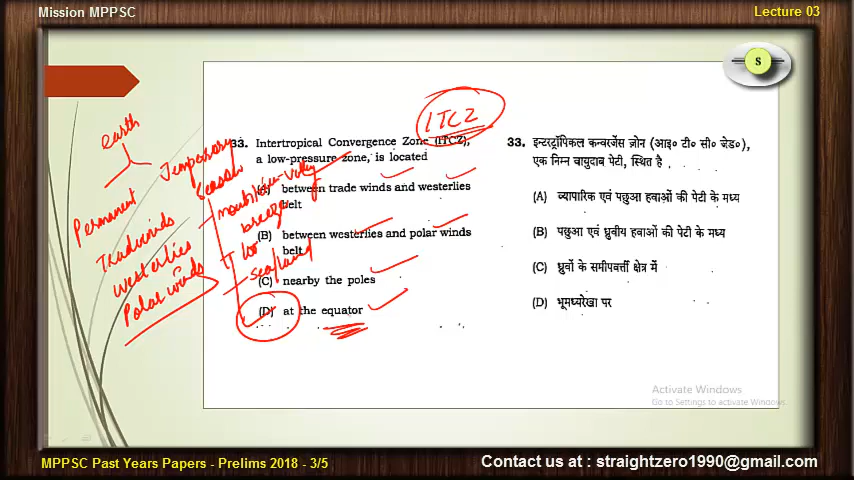 Mission MPPSC
Lecture 03
S
ITCZ
33. Intertropical Convergence Zone (ITCZ),
a low-pressure zone, is located
(A) between trade winds and westerlies
belt
(B) between westerlies and polar winds
belt
(C) nearby the poles
(D) at the equator
33. इन्टरट्रॉपिकल कन्वरजेंस ज़ोन (आइ० टी० सी० जेड०),
एक निम्न वायुदाब पेटी, स्थित है
(A) व्यापारिक एवं पछुआ हवाओं की पेटी के मध्य
(B) पछुआ एवं ध्रुवीय हवाओं की पेटी के मध्य
(C) ध्रुवों के समीपवर्त्ती क्षेत्र में
(D) भूमध्यरेखा पर
earth
Temporary
Permanent
Tradwinds
Westerlies
Polar winds
breeze
Activate Windows
Go to Settings to activate Windows.
MPPSC Past Years Papers - Prelims 2018 - 3/5
Contact us at : straightzero1990@gmail.com